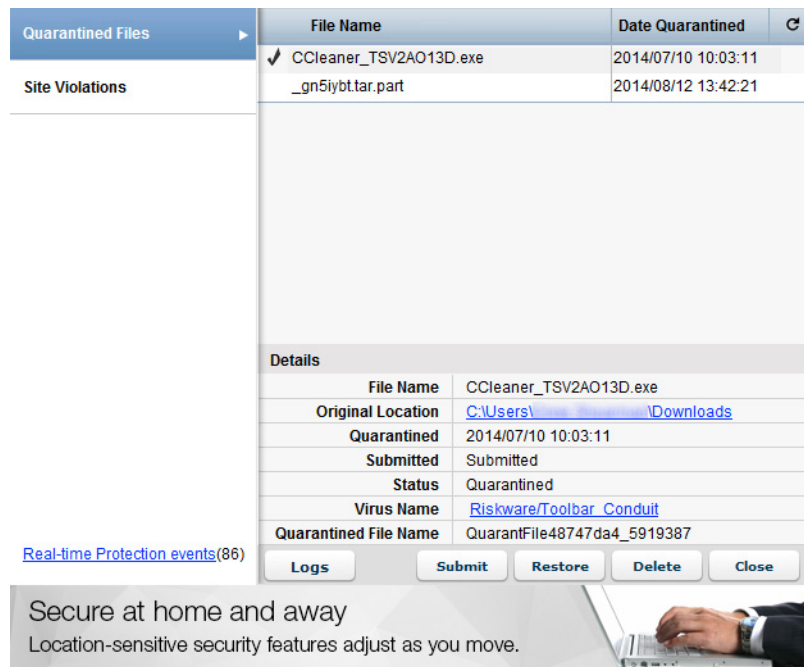 Quarantined Files
Site Violations
Real-time Protection events(86)
File Name Date Quarantined
CCleaner_TSV2AO13D.exe 2014/07/10 10:03:11
_gn5iybt.tar.part 2014/08/12 13:42:21
Details
File Name CCleaner_TSV2AO13D.exe
Original Location C:\Users\ \Downloads
Quarantined 2014/07/10 10:03:11
Submitted Submitted
Status Quarantined
Virus Name Riskware/Toolbar_Conduit
Quarantined File Name QuarantFile48747da4_5919387
Logs Submit Restore Delete Close
Secure at home and away
Location-sensitive security features adjust as you move.